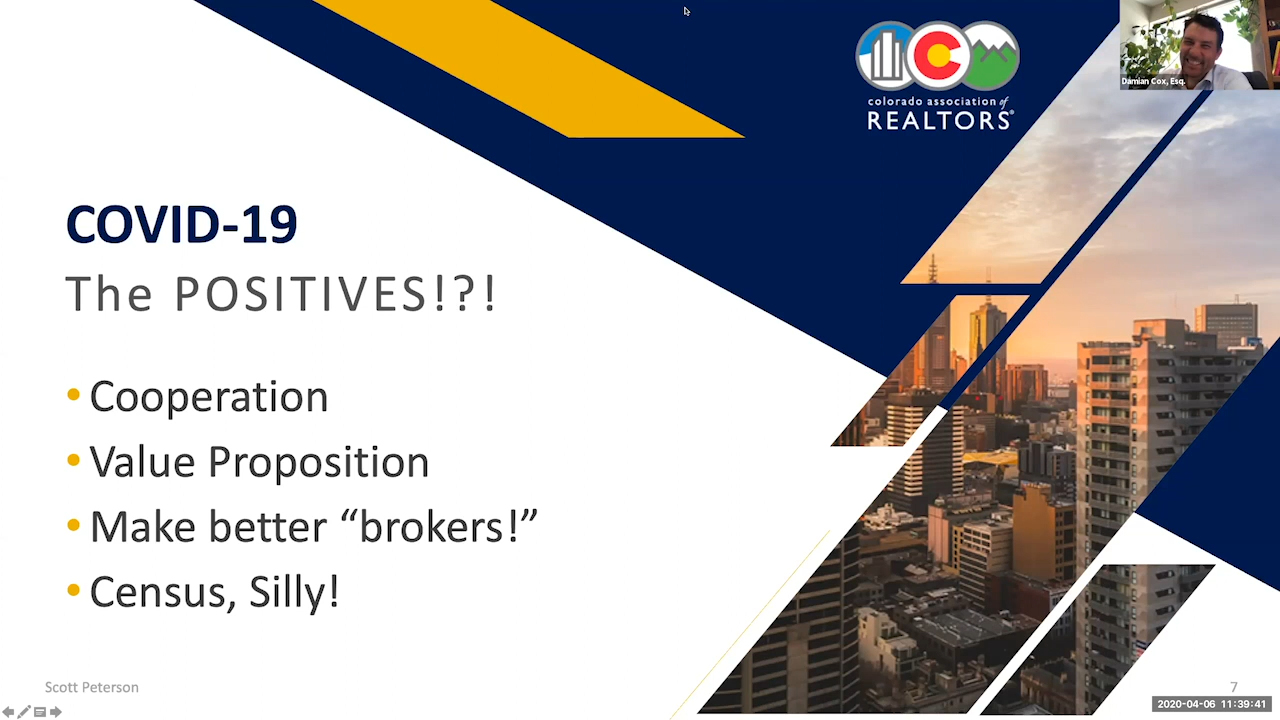 colorado association of
REALTORS®
Damian Cox, Esq.
COVID-19
The POSITIVES!?!
• Cooperation
• Value Proposition
• Make better “brokers!”
• Census, Silly!
Scott Peterson
7
2020-04-06 11:39:41